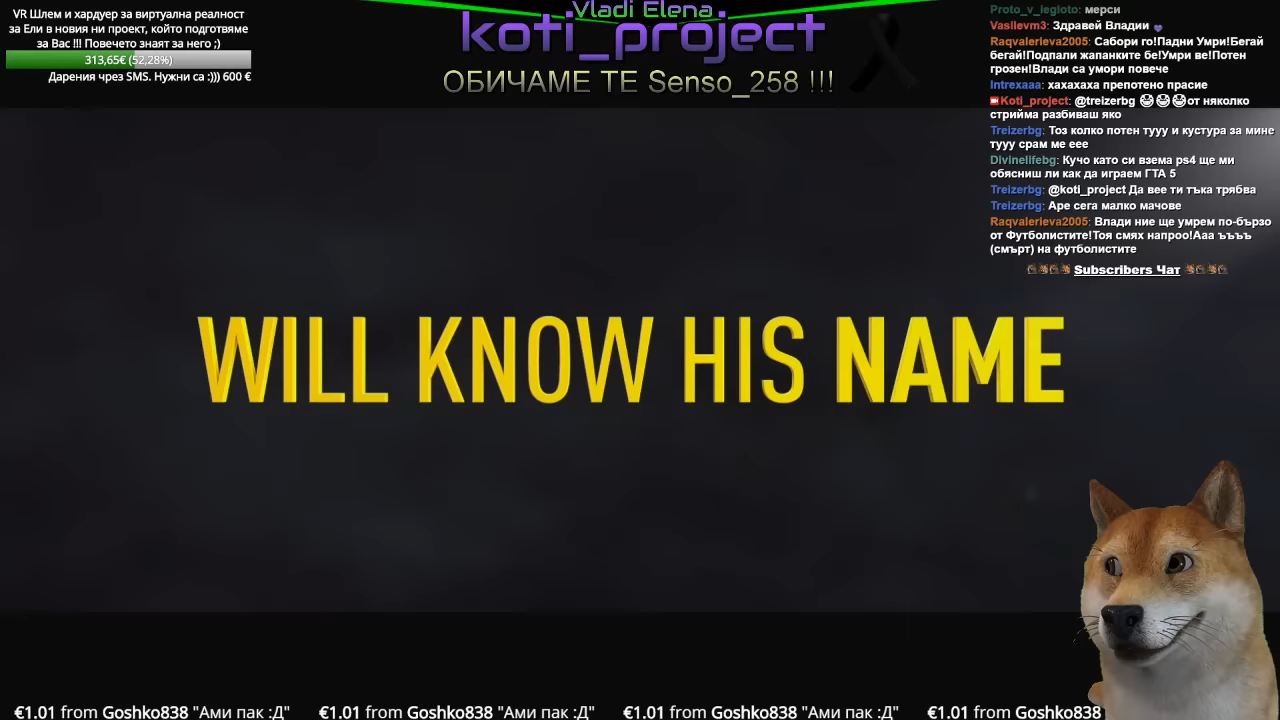 VR Шлем и хардуер за виртуална реалност
за Ели в новия ни проект, който подготвяме
за Вас !!! Повечето знаят за него ;)
313,65€ (52,28%)
Дарения чрез SMS. Нужни са :))) 600 €
Vladi Elena
koti_project
ОБИЧАМЕ ТЕ Senso_258 !!!
Proto_v_legloto: мерси
Vasilevm3: Здравей Владии
Raqvalerieva2005: Сабори го!Падни Умри!Бегай
бегай!Подпали жапанките бе!Умри ве!Потен
грозен!Влади са умори повече
Intrexaaa: хахахаха препотено прасие
Koti_project: @treizerbg 😂😂😂от няколко
стрийма разбиваш яко
Treizerbg: Тоз колко потен тууу и кустура за мине
тууу срам ме еее
Divinelifebg: Кучо като си взема ps4 ще ми
обясниш ли как да играем ГТА 5
Treizerbg: @koti_project Да вее ти тъка трябва
Treizerbg: Аре сега малко мачове
Raqvalerieva2005: Влади ние ще умрем по-бързо
от Футболистите!Тоя смях напроо!Ааа ъъъъ
(смърт) на футболистите
Subscribers Чат
WILL KNOW HIS NAME
€1.01 from Goshko838 "Ами пак :Д" €1.01 from Goshko838 "Ами пак :Д" €1.01 from Goshko838 "Ами пак :Д" €1.01 from Goshko838